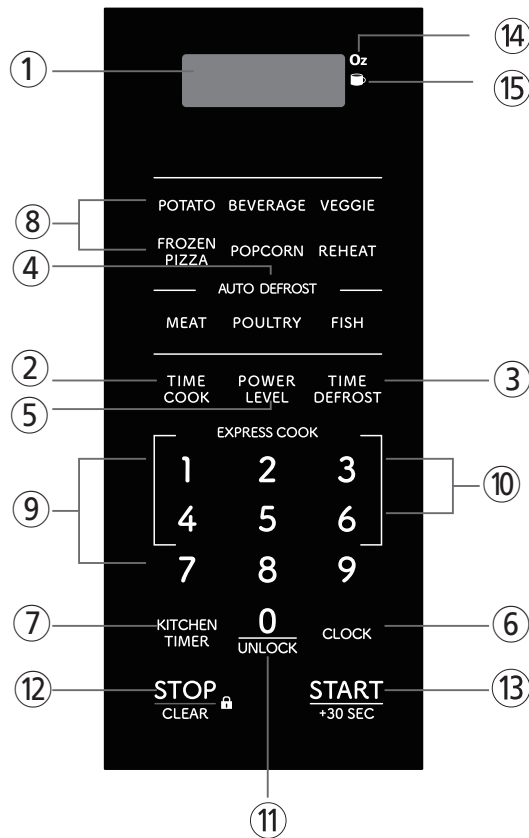 ⑭
① Oz
⑮
POTATO BEVERAGE VEGGIE
⑧
FROZEN PIZZA POPCORN REHEAT
④
AUTO DEFROST
MEAT POULTRY FISH
② ③
TIME COOK POWER LEVEL TIME DEFROST
⑤
EXPRESS COOK
1 2 3
⑨ ⑩
4 5 6
7 8 9
⑦ KITCHEN TIMER 0 CLOCK ⑥
UNLOCK
⑫ STOP START ⑬
CLEAR +30 SEC
⑪